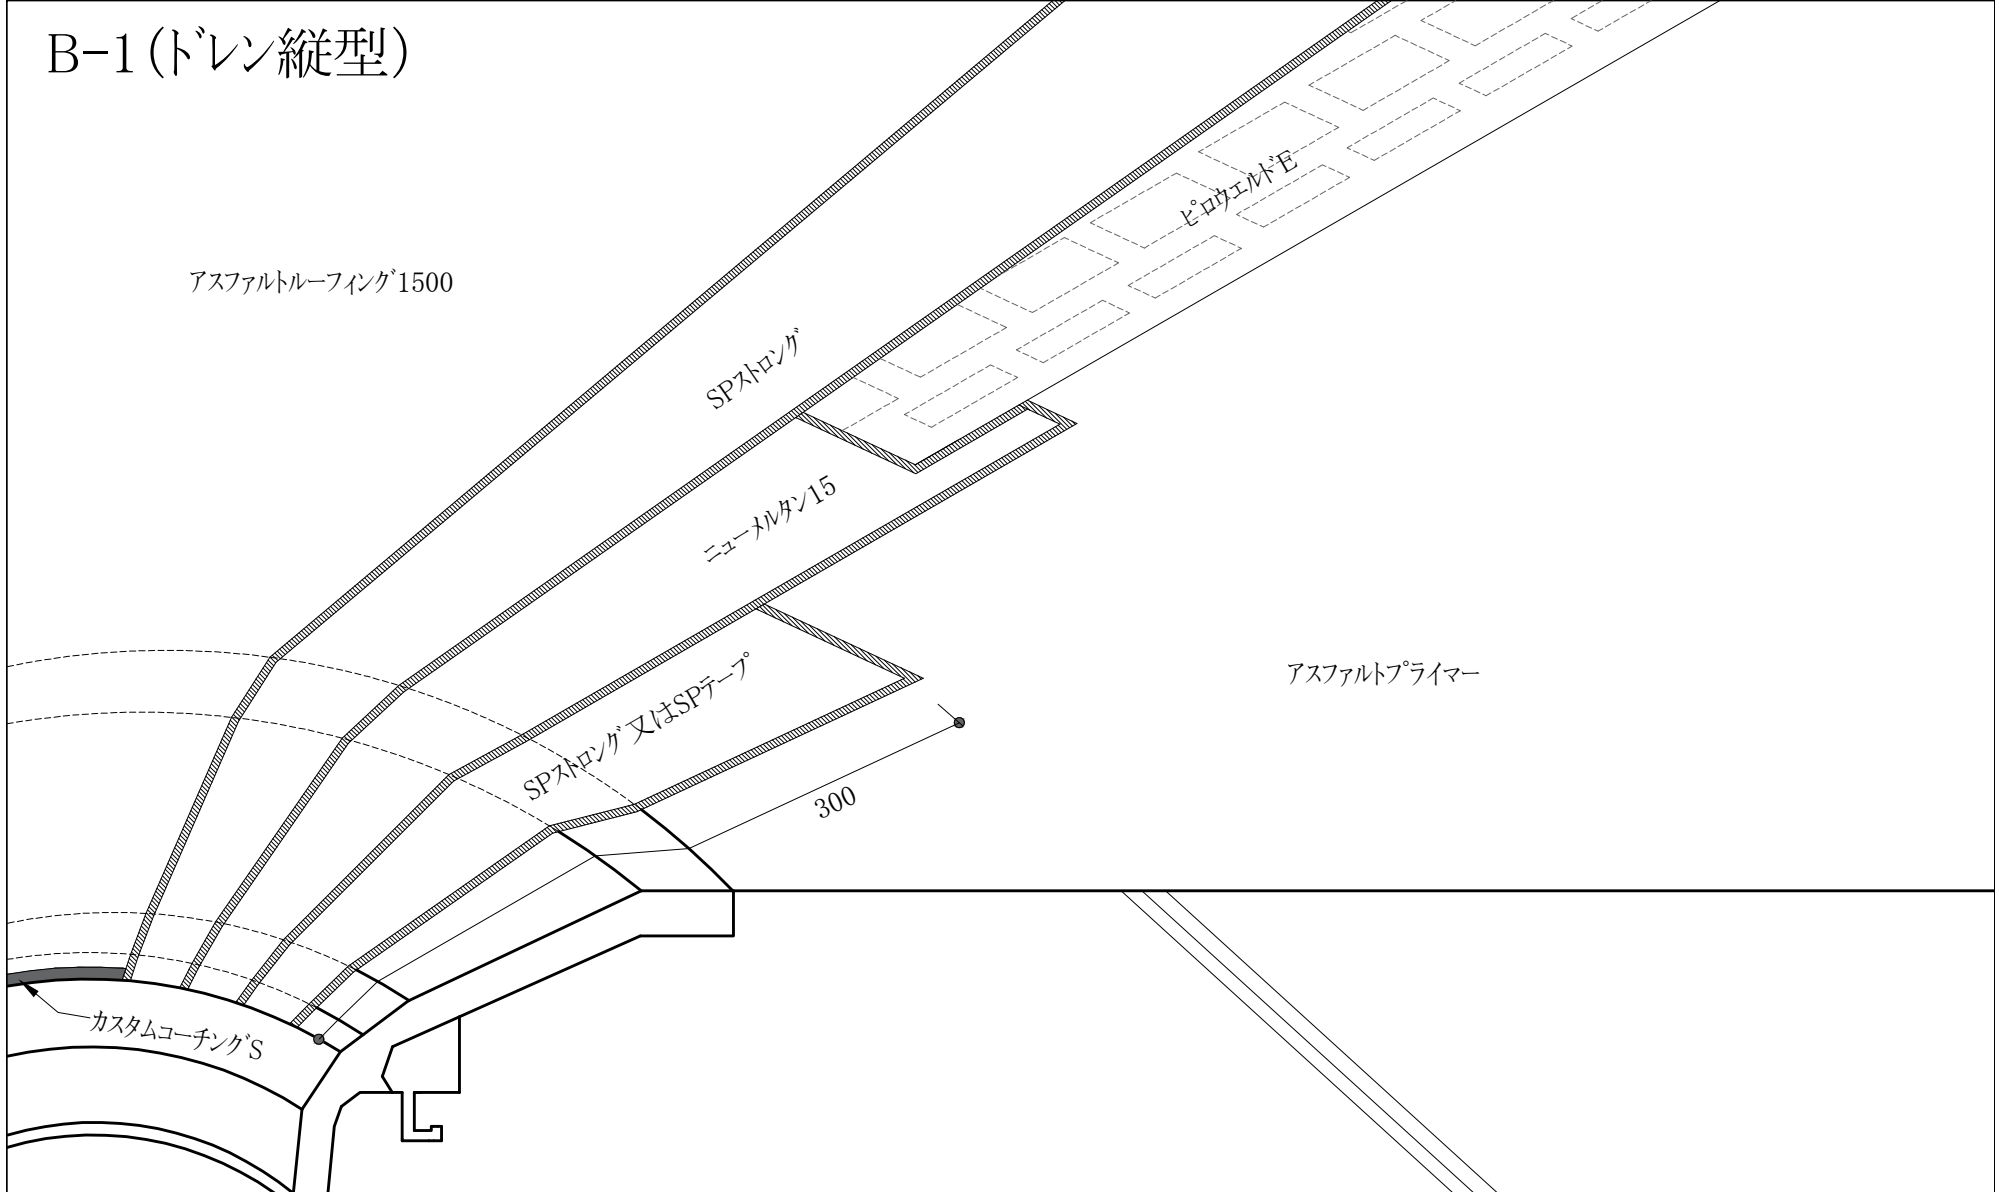 B-1(ドレン縦型)
ピロウェルドE
アスファルトルーフィング1500
SPストロング
ニューメルタン15
SPストロング又はSPテープ
アスファルトプライマー
300
カスタムコーチングS